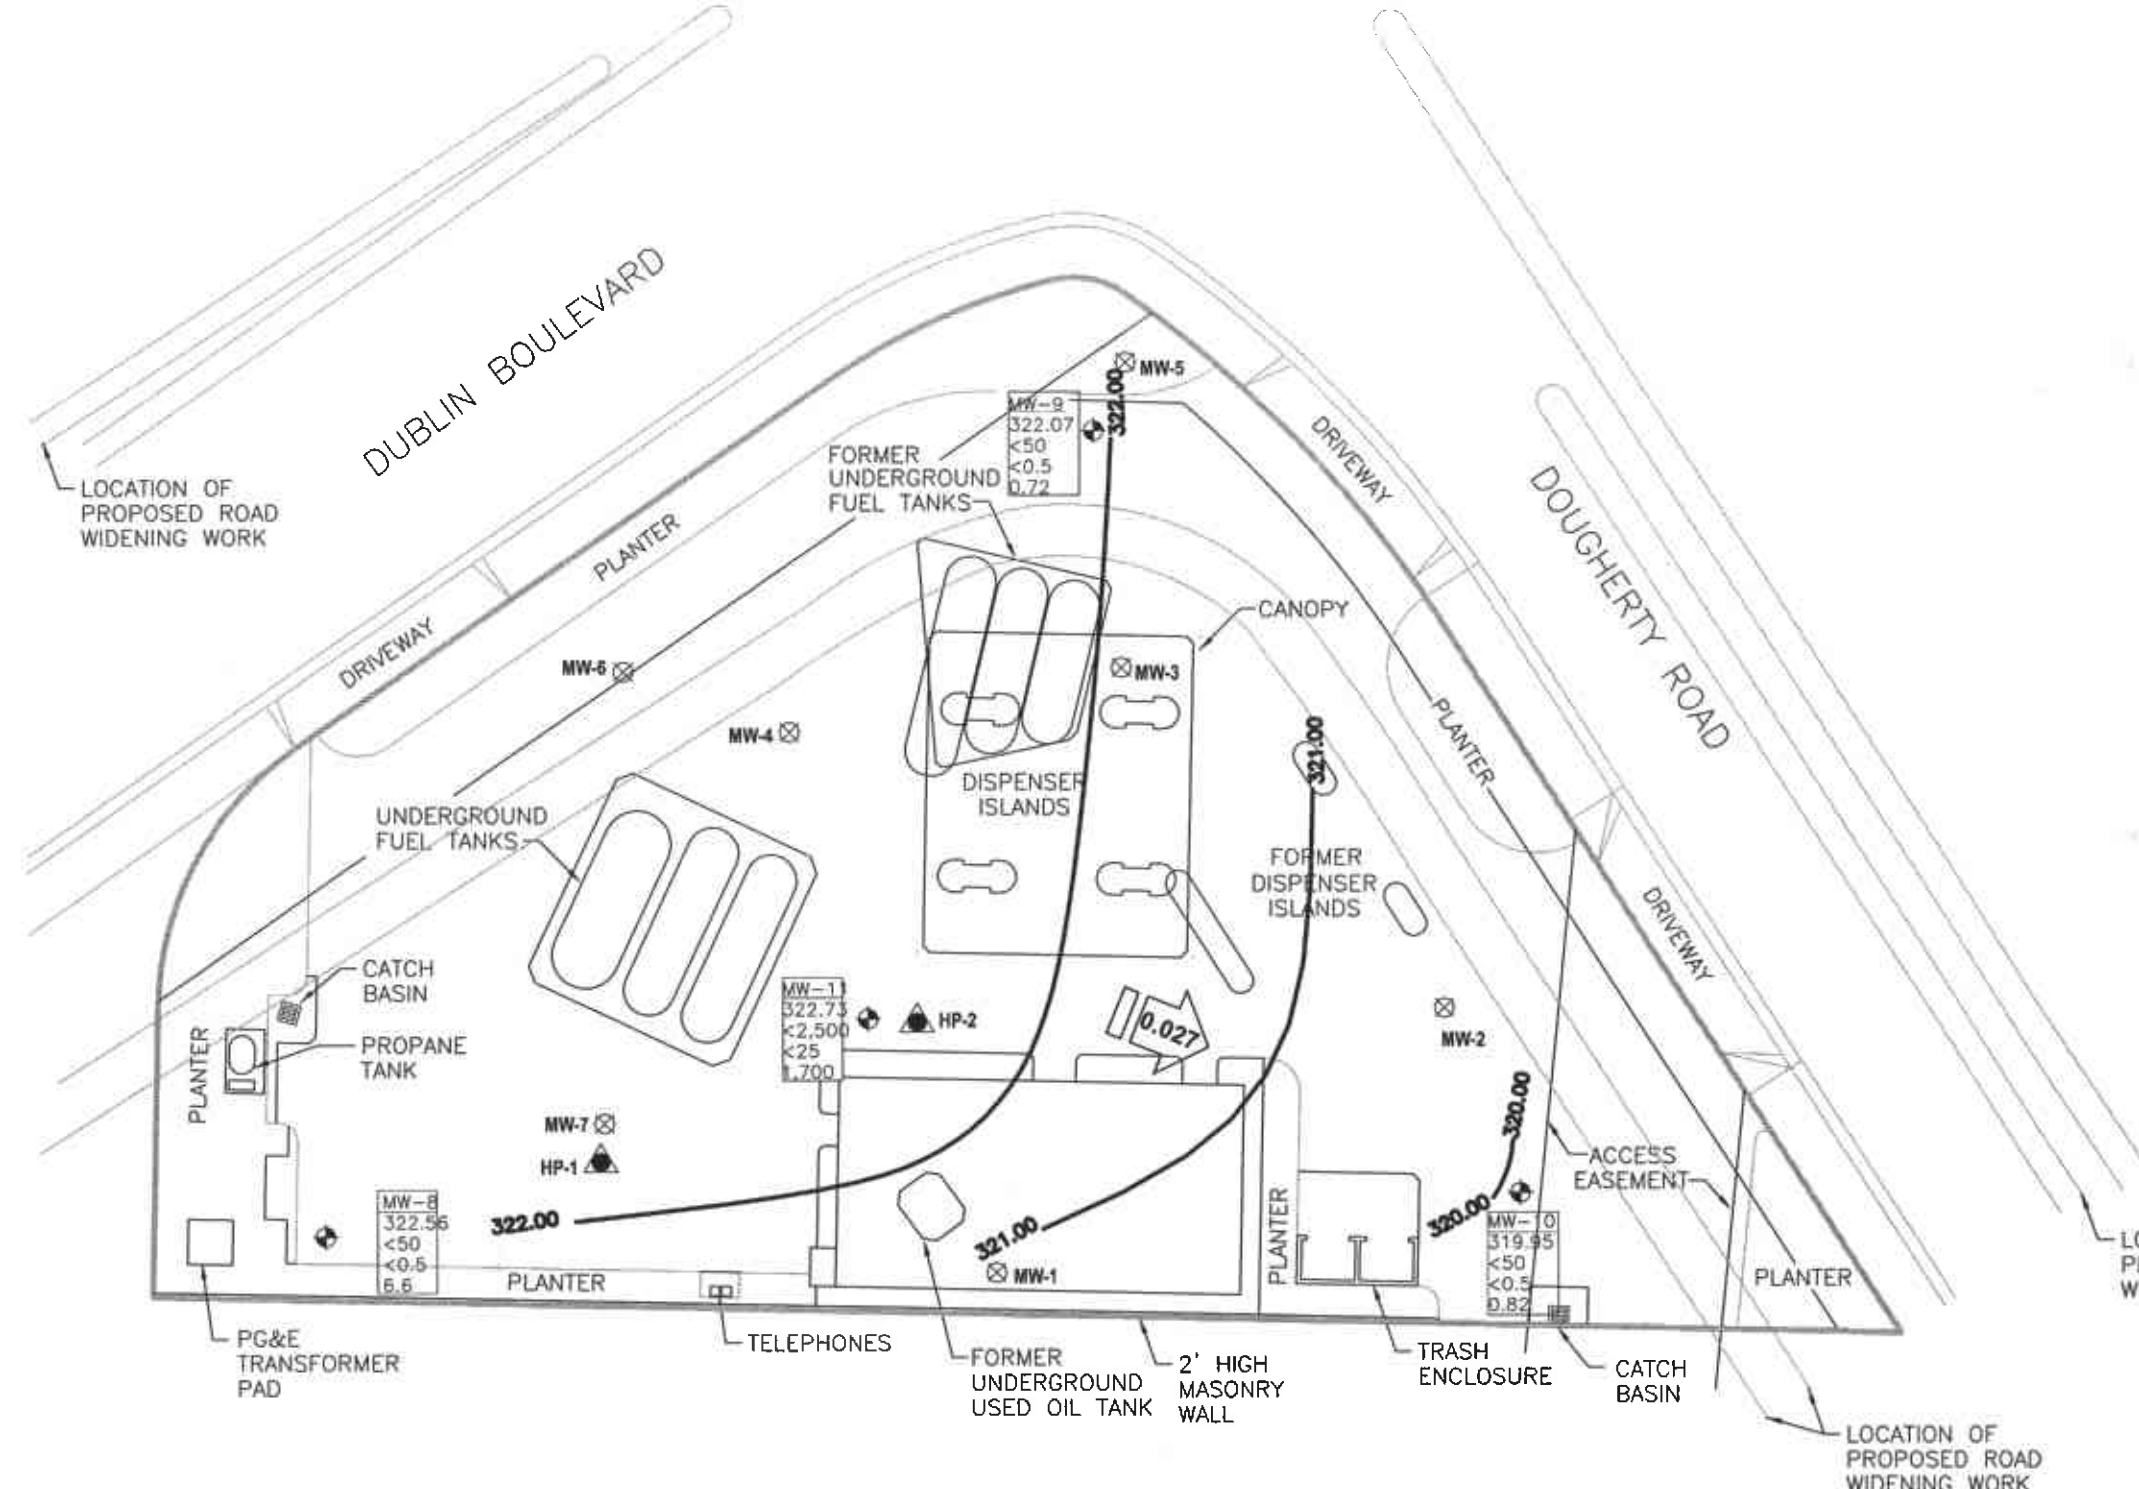 DUBLIN BOULEVARD
LOCATION OF
PROPOSED ROAD
WIDENING WORK
MW-5
322.00
MW-9
322.07
<50
<0.5
0.72
FORMER
UNDERGROUND
FUEL TANKS
DRIVEWAY
DOUGHERTY ROAD
PLANTER
CANOPY
DRIVEWAY
MW-6
MW-3
MW-4
PLANTER
321.00
DISPENSER
ISLANDS
UNDERGROUND
FUEL TANKS
FORMER
DISPENSER
ISLANDS
DRIVEWAY
CATCH
BASIN
PROPANE
TANK
PLANTER
MW-11
322.73
<2,500
<25
1,700
HP-2
0.027
MW-2
320.00
MW-7
HP-1
ACCESS
EASEMENT
MW-8
322.56
<50
<0.5
6.6
322.00
321.00
MW-1
PLANTER
320.00
MW-10
319.95
<50
<0.5
0.82
PLANTER
PLANTER
PG&E
TRANSFORMER
PAD
TELEPHONES
FORMER
UNDERGROUND
USED OIL TANK
2' HIGH
MASONRY
WALL
TRASH
ENCLOSURE
CATCH
BASIN
LOCATION OF
PROPOSED ROAD
WIDENING WORK